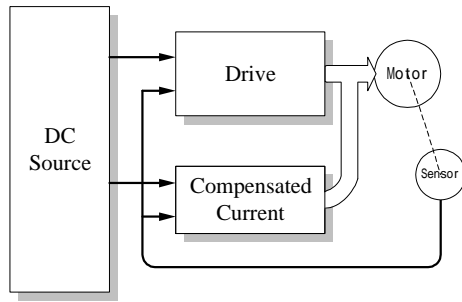 DC
Source
Drive
Compensated
Current
Motor
Sensor